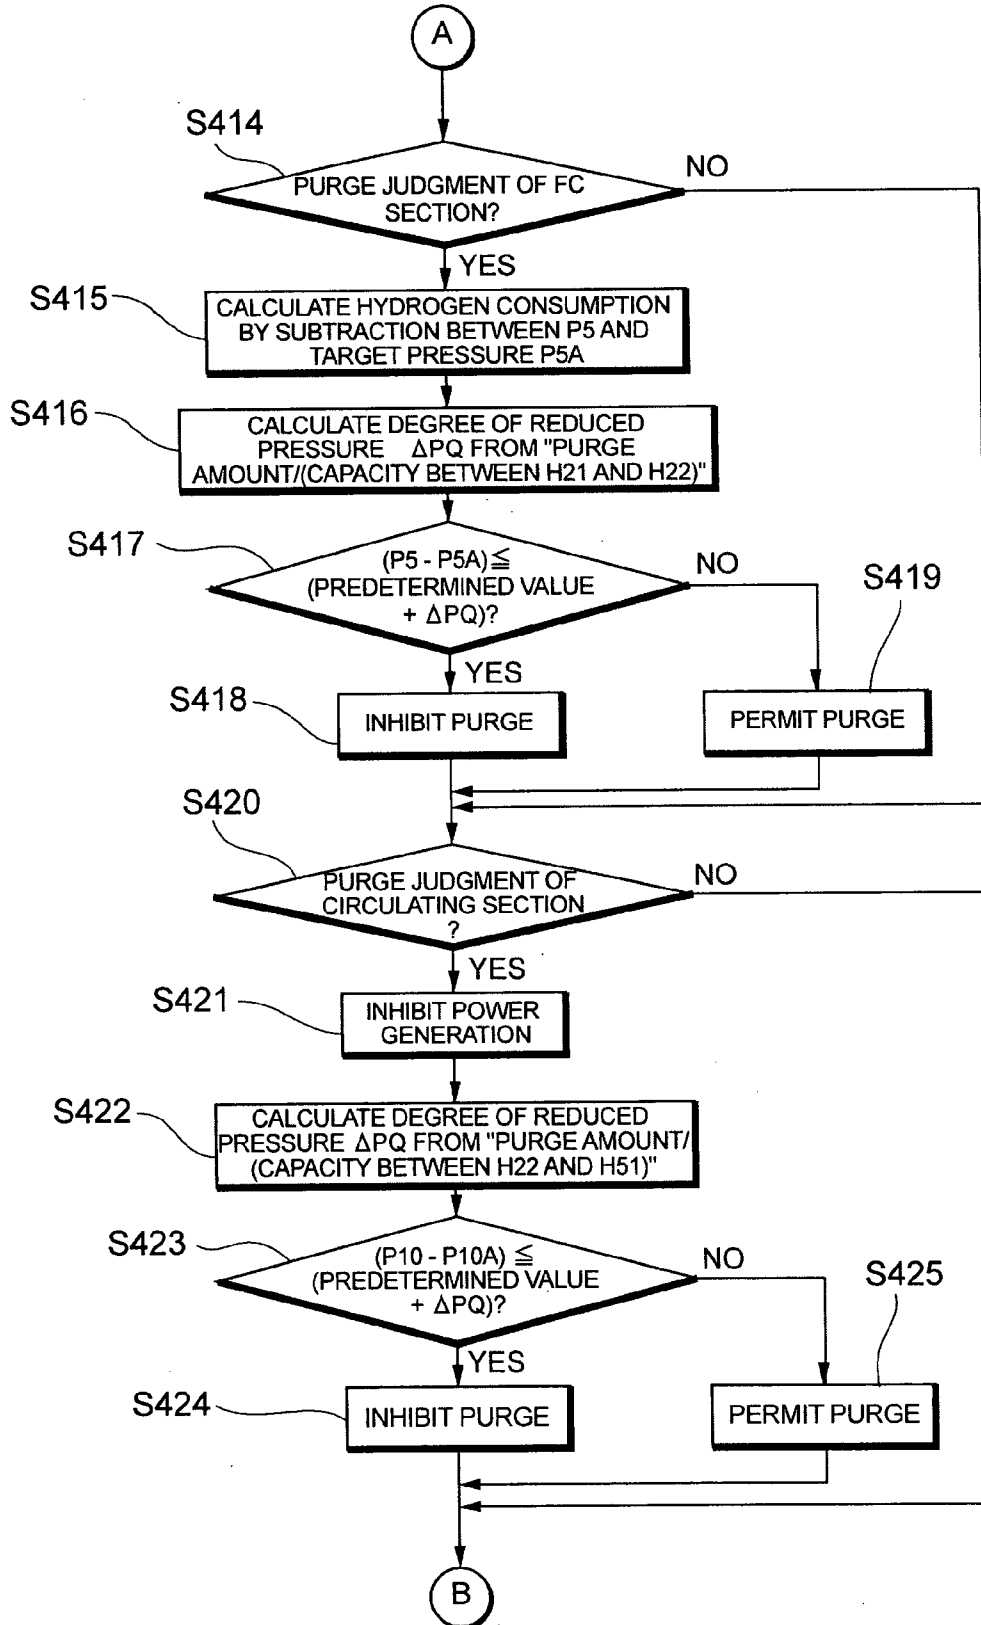 A
S414
PURGE JUDGMENT OF FC
SECTION?
NO
YES
S415
CALCULATE HYDROGEN CONSUMPTION
BY SUBTRACTION BETWEEN P5 AND
TARGET PRESSURE P5A
S416
CALCULATE DEGREE OF REDUCED
PRESSURE ΔPQ FROM "PURGE
AMOUNT/(CAPACITY BETWEEN H21 AND H22)"
S417
(P5 - P5A) ≦
(PREDETERMINED VALUE
+ ΔPQ)?
NO
S419
YES
S418
INHIBIT PURGE
PERMIT PURGE
S420
PURGE JUDGMENT OF
CIRCULATING SECTION
?
NO
YES
S421
INHIBIT POWER
GENERATION
S422
CALCULATE DEGREE OF REDUCED
PRESSURE ΔPQ FROM "PURGE AMOUNT/
(CAPACITY BETWEEN H22 AND H51)"
S423
(P10 - P10A) ≦
(PREDETERMINED VALUE
+ ΔPQ)?
NO
S425
YES
S424
INHIBIT PURGE
PERMIT PURGE
B